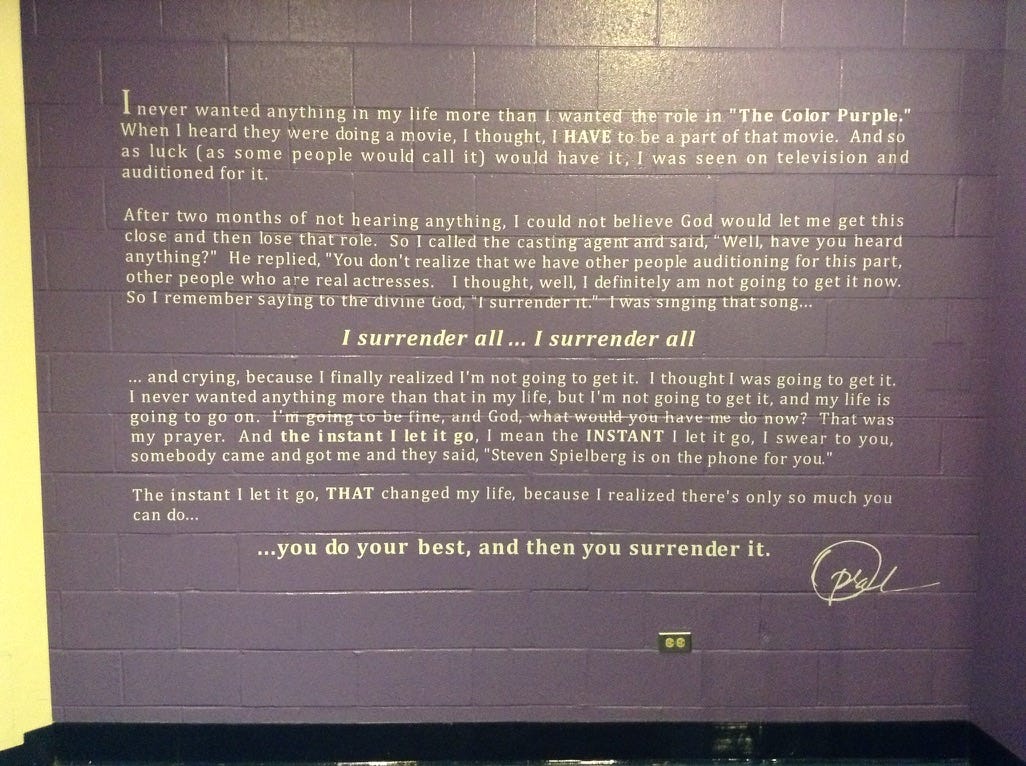 I never wanted anything in my life more than I wanted the role in "The Color Purple."
When I heard they were doing a movie, I thought, I HAVE to be a part of that movie. And so
as luck (as some people would call it) would have it, I was seen on television and
auditioned for it.
After two months of not hearing anything, I could not believe God would let me get this
close and then lose that role. So I called the casting agent and said, "Well, have you heard
anything?" He replied, "You don't realize that we have other people auditioning for this part,
other people who are real actresses. I thought, well, I definitely am not going to get it now.
So I remember saying to the divine God, "I surrender it." I was singing that song...
I surrender all ... I surrender all
... and crying, because I finally realized I'm not going to get it. I thought I was going to get it.
I never wanted anything more than that in my life, but I'm not going to get it, and my life is
going to go on. I'm going to be fine, and God, what would you have me do now? That was
my prayer. And the instant I let it go, I mean the INSTANT I let it go, I swear to you,
somebody came and got me and they said, "Steven Spielberg is on the phone for you."
The instant I let it go, THAT changed my life, because I realized there's only so much you
can do...
...you do your best, and then you surrender it.
Oprah